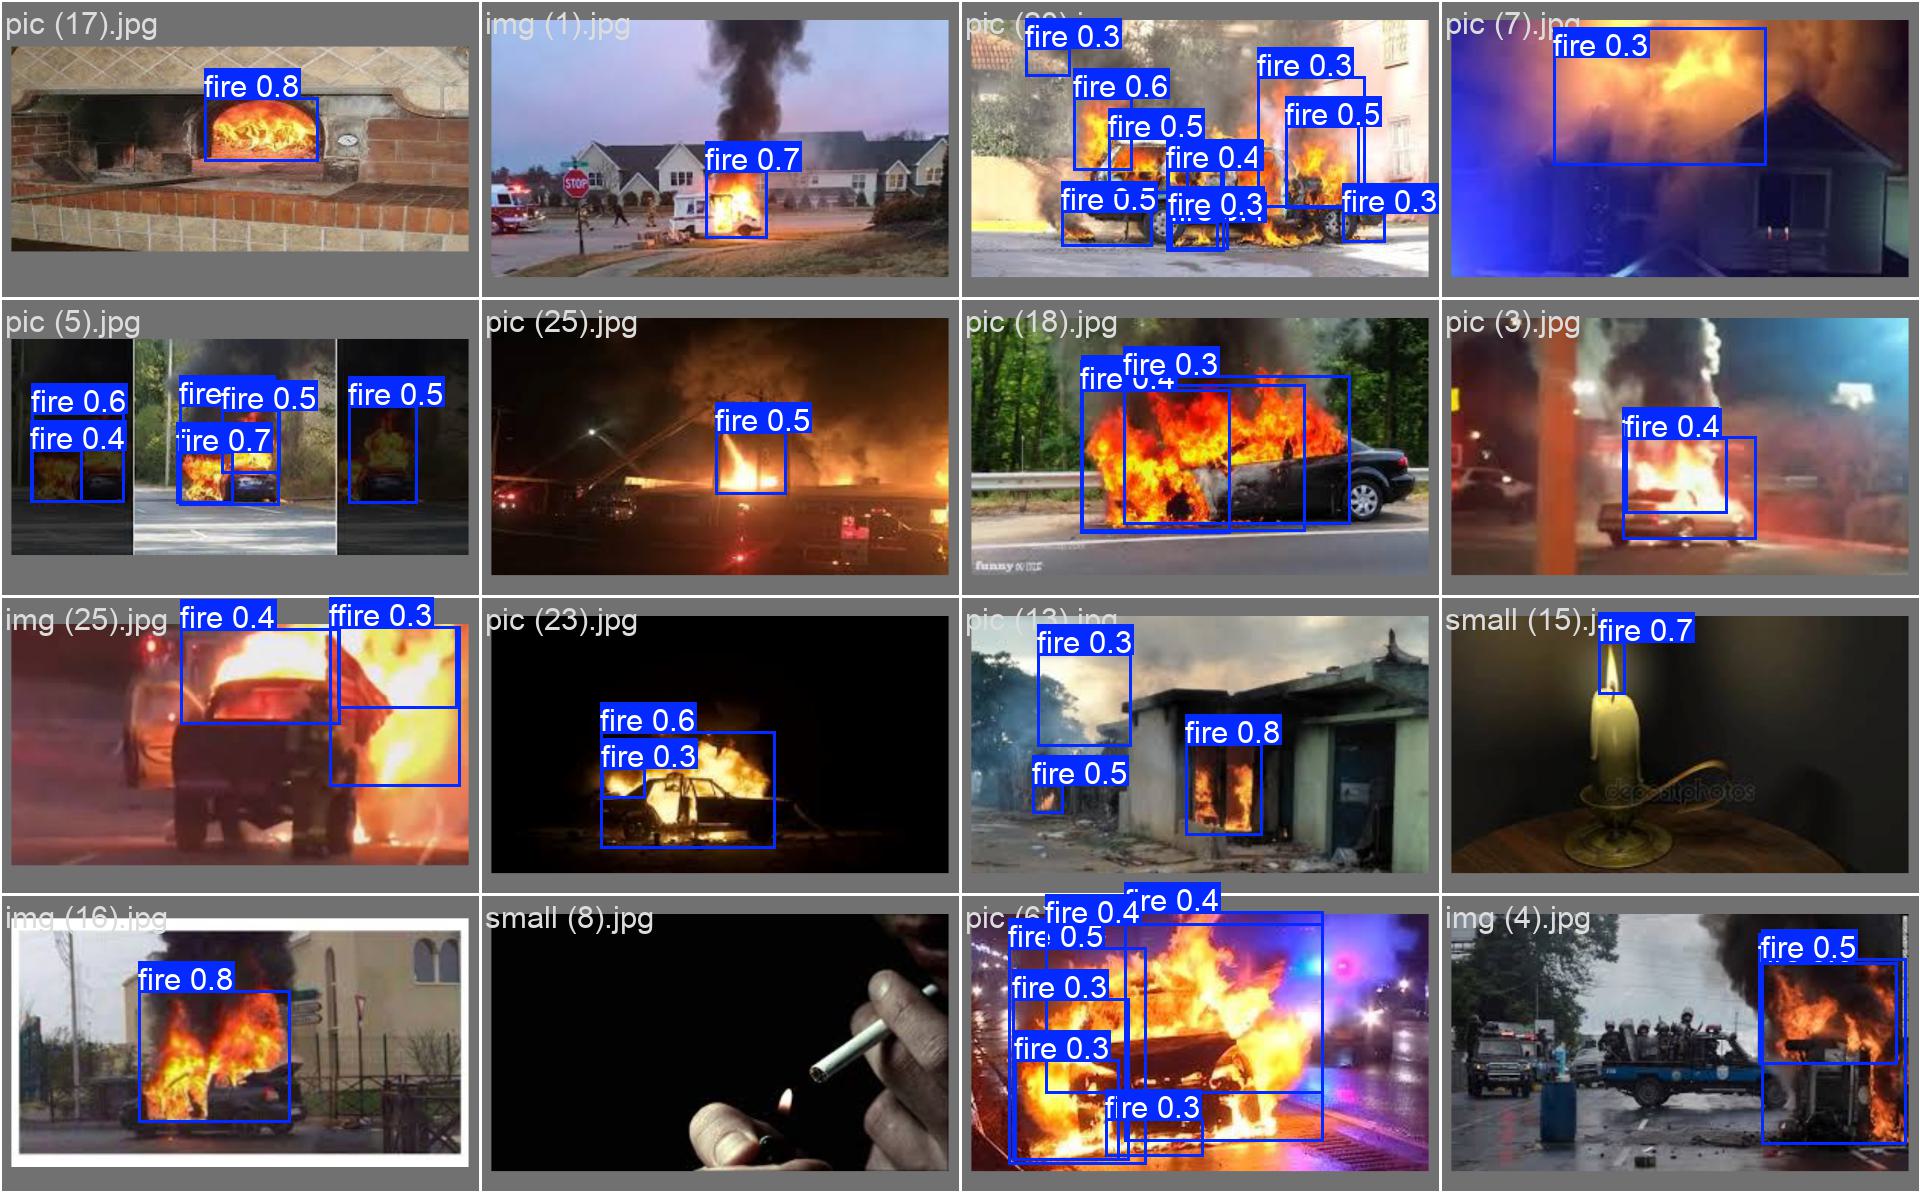 pic (17).jpg
fire 0.8
img (1).jpg
STOP
fire 0.7
fire 0.3
fire 0.6
fire 0.5
fire 0.4
fire 0.5
fire 0.3
fire 0.3
fire 0.5
fire 0.3
pic (7).jpg
fire 0.3
pic (5).jpg
fire 0.6
fire 0.4
fire
fire 0.5
fire 0.7
fire 0.5
pic (25).jpg
fire 0.5
pic (18).jpg
fire 0.3
fire 0.4
funny
pic (3).jpg
fire 0.4
img (25).jpg
fire 0.4
fire 0.3
pic (23).jpg
fire 0.6
fire 0.3
pic (13).jpg
fire 0.3
fire 0.5
fire 0.8
small (15).j
fire 0.7
depositphotos
img (16).jpg
fire 0.8
small (8).jpg
pic (6
fire 0.4
fire 0.4
fire 0.5
fire 0.3
fire 0.3
fire 0.3
img (4).jpg
fire 0.5